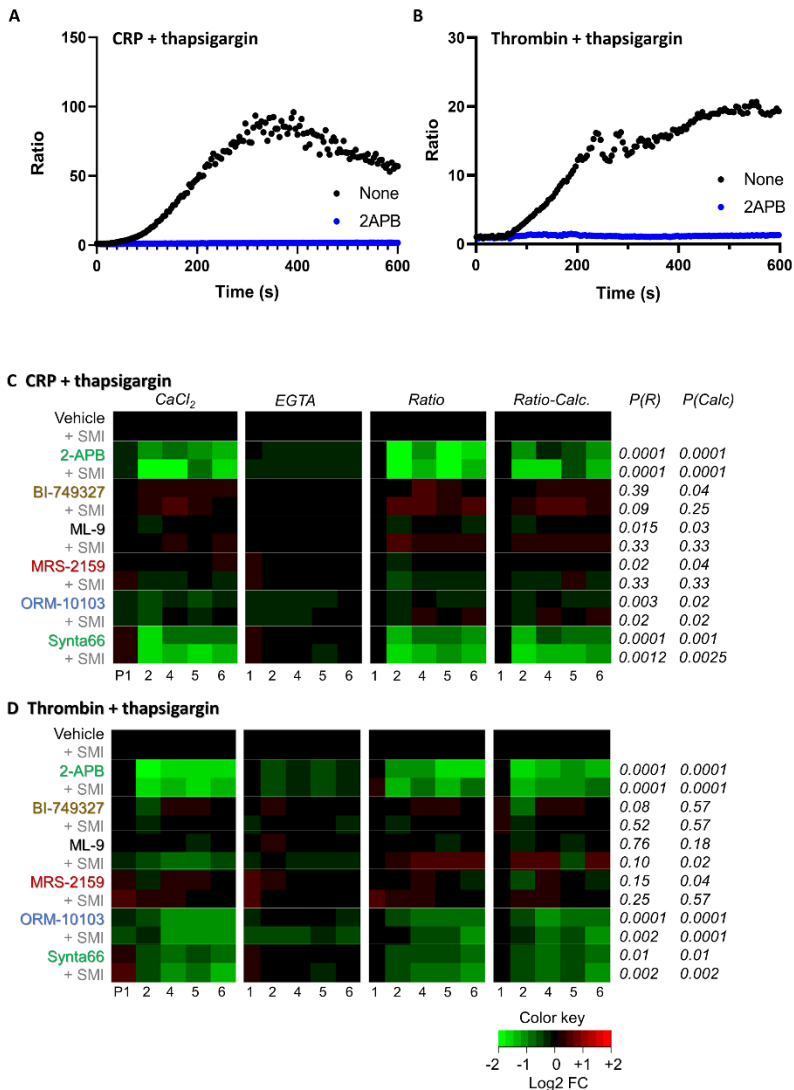 A
B
CRP + thapsigargin
Thrombin + thapsigargin
150
100
50
0
Ratio
None
2APB
0 200 400 600
Time (s)
30
20
10
0
Ratio
None
2APB
0 200 400 600
Time (s)
C CRP + thapsigargin
CaCl2 EGTA Ratio Ratio-Calc. P(R) P(Calc)
Vehicle
+ SMI
2-APB 0.0001 0.0001
+ SMI 0.0001 0.0001
BI-749327 0.39 0.04
+ SMI 0.09 0.25
ML-9 0.015 0.03
+ SMI 0.33 0.33
MRS-2159 0.02 0.04
+ SMI 0.33 0.33
ORM-10103 0.003 0.02
+ SMI 0.02 0.02
Synta66 0.0001 0.001
+ SMI 0.0012 0.0025
P1 2 4 5 6 1 2 4 5 6 1 2 4 5 6 1 2 4 5 6
D Thrombin + thapsigargin
Vehicle
+ SMI
2-APB 0.0001 0.0001
+ SMI 0.0001 0.0001
BI-749327 0.08 0.57
+ SMI 0.52 0.57
ML-9 0.76 0.18
+ SMI 0.10 0.02
MRS-2159 0.15 0.04
+ SMI 0.25 0.57
ORM-10103 0.0001 0.0001
+ SMI 0.002 0.0001
Synta66 0.01 0.01
+ SMI 0.002 0.002
P1 2 4 5 6 1 2 4 5 6 1 2 4 5 6 1 2 4 5 6
Color key
-2 -1 0 +1 +2
Log2 FC